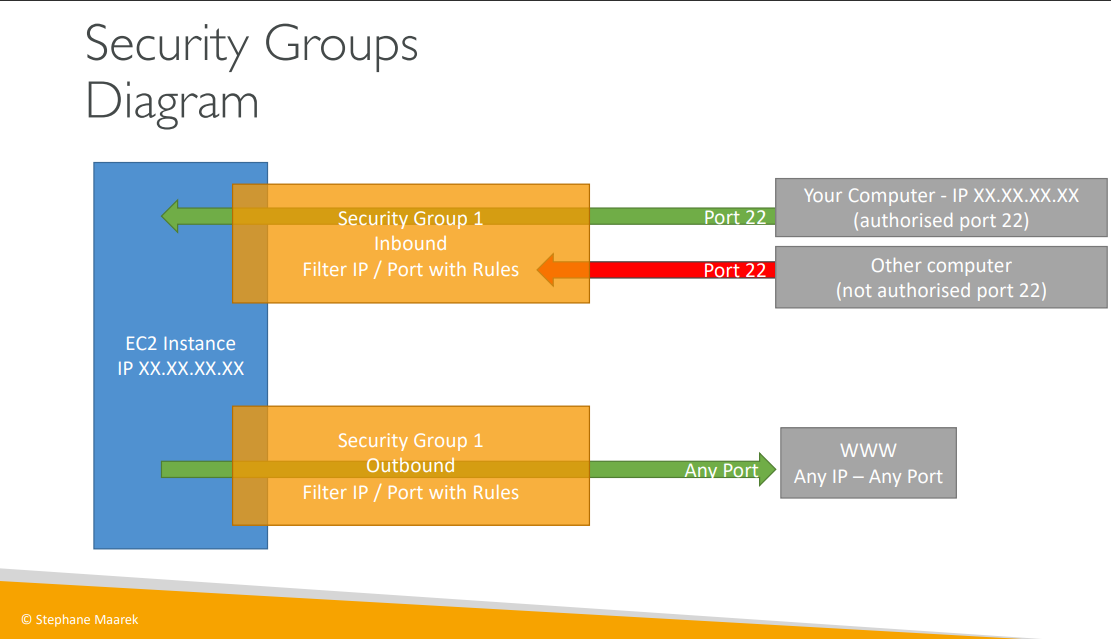 Security Groups
Diagram
Security Group 1
Inbound
Filter IP / Port with Rules
Port 22
Your Computer - IP XX.XX.XX.XX
(authorised port 22)
Port 22
Other computer
(not authorised port 22)
EC2 Instance
IP XX.XX.XX.XX
Security Group 1
Outbound
Filter IP / Port with Rules
Any Port
WWW
Any IP – Any Port
© Stephane Maarek